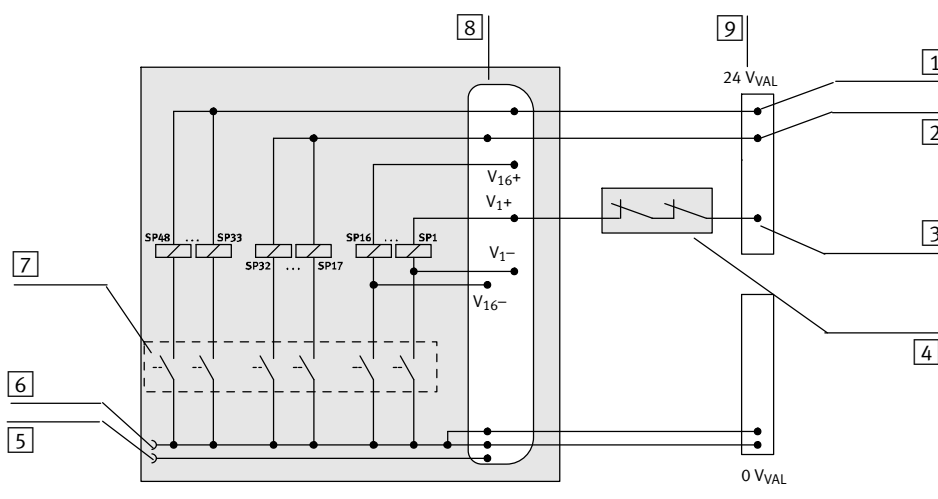 8
9
24 VVAL
1
2
V16+
V1+
SP48 ... SP33
SP16 ... SP1
3
7
V1–
SP32 ... SP17
V16–
4
6
5
0 VVAL